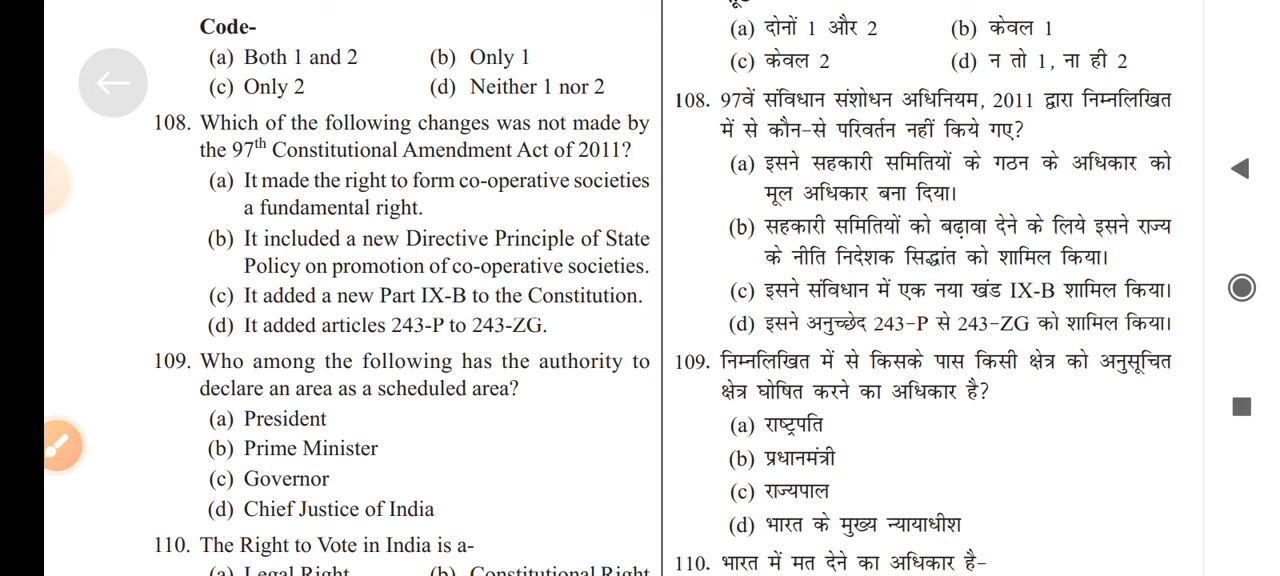 Code-
(a) Both 1 and 2 (b) Only 1
(c) Only 2 (d) Neither 1 nor 2
108. Which of the following changes was not made by
the 97th Constitutional Amendment Act of 2011?
(a) It made the right to form co-operative societies
a fundamental right.
(b) It included a new Directive Principle of State
Policy on promotion of co-operative societies.
(c) It added a new Part IX-B to the Constitution.
(d) It added articles 243-P to 243-ZG.
109. Who among the following has the authority to
declare an area as a scheduled area?
(a) President
(b) Prime Minister
(c) Governor
(d) Chief Justice of India
110. The Right to Vote in India is a-
(a) Legal Right (b) Constitutional Right
(a) दोनों 1 और 2 (b) केवल 1
(c) केवल 2 (d) न तो 1, ना ही 2
108. 97वें संविधान संशोधन अधिनियम, 2011 द्वारा निम्नलिखित
में से कौन-से परिवर्तन नहीं किये गए?
(a) इसने सहकारी समितियों के गठन के अधिकार को
मूल अधिकार बना दिया।
(b) सहकारी समितियों को बढ़ावा देने के लिये इसने राज्य
के नीति निदेशक सिद्धांत को शामिल किया।
(c) इसने संविधान में एक नया खंड IX-B शामिल किया।
(d) इसने अनुच्छेद 243-P से 243-ZG को शामिल किया।
109. निम्नलिखित में से किसके पास किसी क्षेत्र को अनुसूचित
क्षेत्र घोषित करने का अधिकार है?
(a) राष्ट्रपति
(b) प्रधानमंत्री
(c) राज्यपाल
(d) भारत के मुख्य न्यायाधीश
110. भारत में मत देने का अधिकार है-